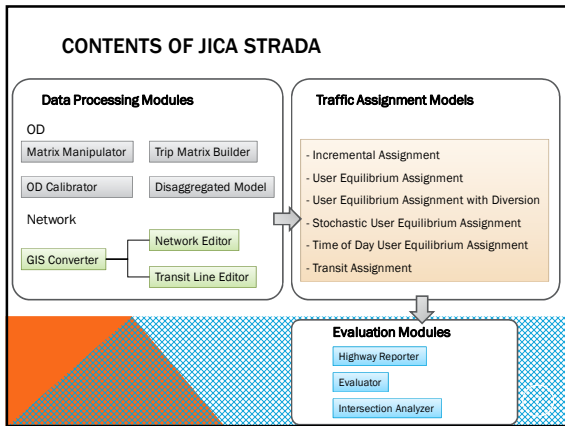 CONTENTS OF JICA STRADA
Data Processing Modules
OD
Matrix Manipulator
Trip Matrix Builder
OD Calibrator
Disaggregated Model
Network
GIS Converter
Network Editor
Transit Line Editor
Traffic Assignment Models
- Incremental Assignment
- User Equilibrium Assignment
- User Equilibrium Assignment with Diversion
- Stochastic User Equilibrium Assignment
- Time of Day User Equilibrium Assignment
- Transit Assignment
Evaluation Modules
Highway Reporter
Evaluator
Intersection Analyzer